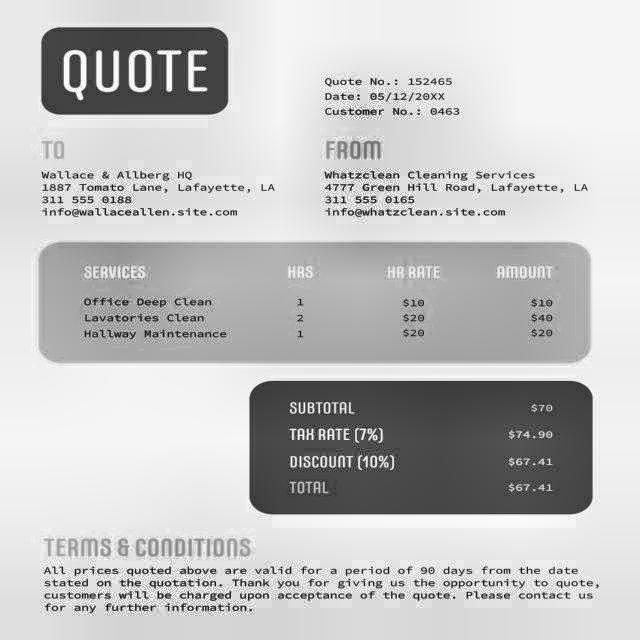 QUOTE
Quote No.: 152465
Date: 05/12/20XX
Customer No.: 0463
TO
Wallace & Allberg HQ
1887 Tomato Lane, Lafayette, LA
311 555 0188
info@wallaceallen.site.com
FROM
Whatzclean Cleaning Services
4777 Green Hill Road, Lafayette, LA
311 555 0165
info@whatzclean.site.com
SERVICES HRS HR RATE AMOUNT
Office Deep Clean 1 $10 $10
Lavatories Clean 2 $20 $40
Hallway Maintenance 1 $20 $20
SUBTOTAL $70
TAX RATE (7%) $74.90
DISCOUNT (10%) $67.41
TOTAL $67.41
TERMS & CONDITIONS
All prices quoted above are valid for a period of 90 days from the date
stated on the quotation. Thank you for giving us the opportunity to quote,
customers will be charged upon acceptance of the quote. Please contact us
for any further information.